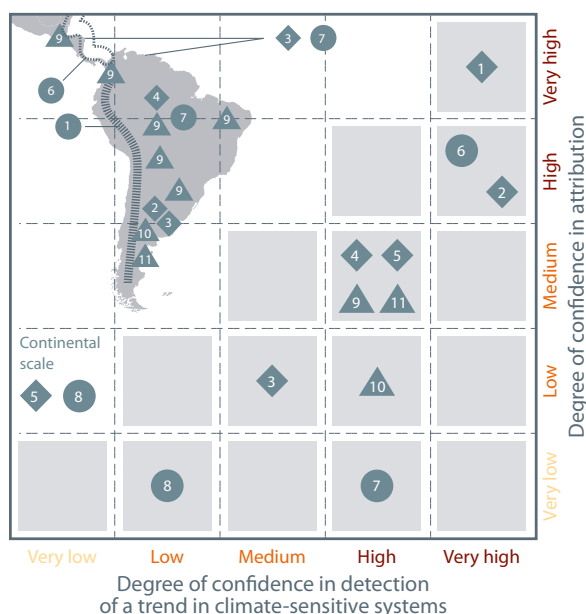 9
3 7
1
9
6
4
7
1
9
9
6
9
2
9
2
3
10
11
4 5
9 11
Continental
scale
5 8
3
10
8
7
Very low Low Medium High Very high
Degree of confidence in detection
of a trend in climate-sensitive systems
Very high
High
Medium
Low
Very low
Degree of confidence in attribution